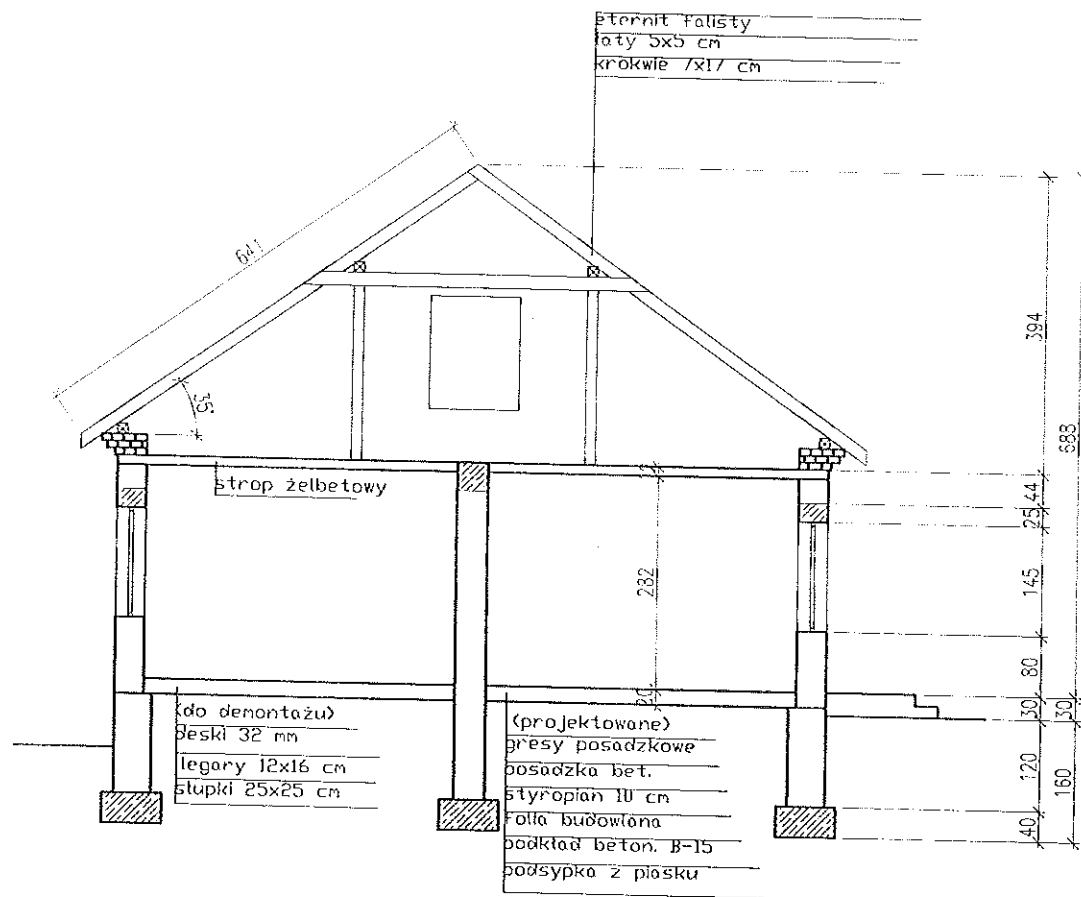 eternit falisty
łaty 5x5 cm
krokwie 7x17 cm
641
35°
394
688
strop żelbetowy
44
25
282
145
80
20
30
30
120
160
40
(do demontażu)
deski 32 mm
legary 12x16 cm
słupki 25x25 cm
(projektowane)
gresy posadzkowe
posadzka bet.
styropian 10 cm
folia budowlana
podkład beton. B-15
podsypka z piasku